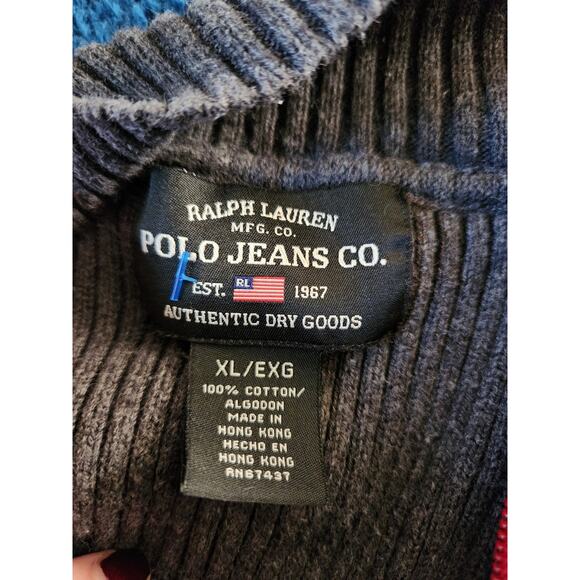 RALPH LAUREN
MFG. CO.
POLO JEANS CO.
EST. RL 1967
AUTHENTIC DRY GOODS
XL/EXG
100% COTTON/
ALGODON
MADE IN
HONG KONG
HECHO EN
HONG KONG
RN67437